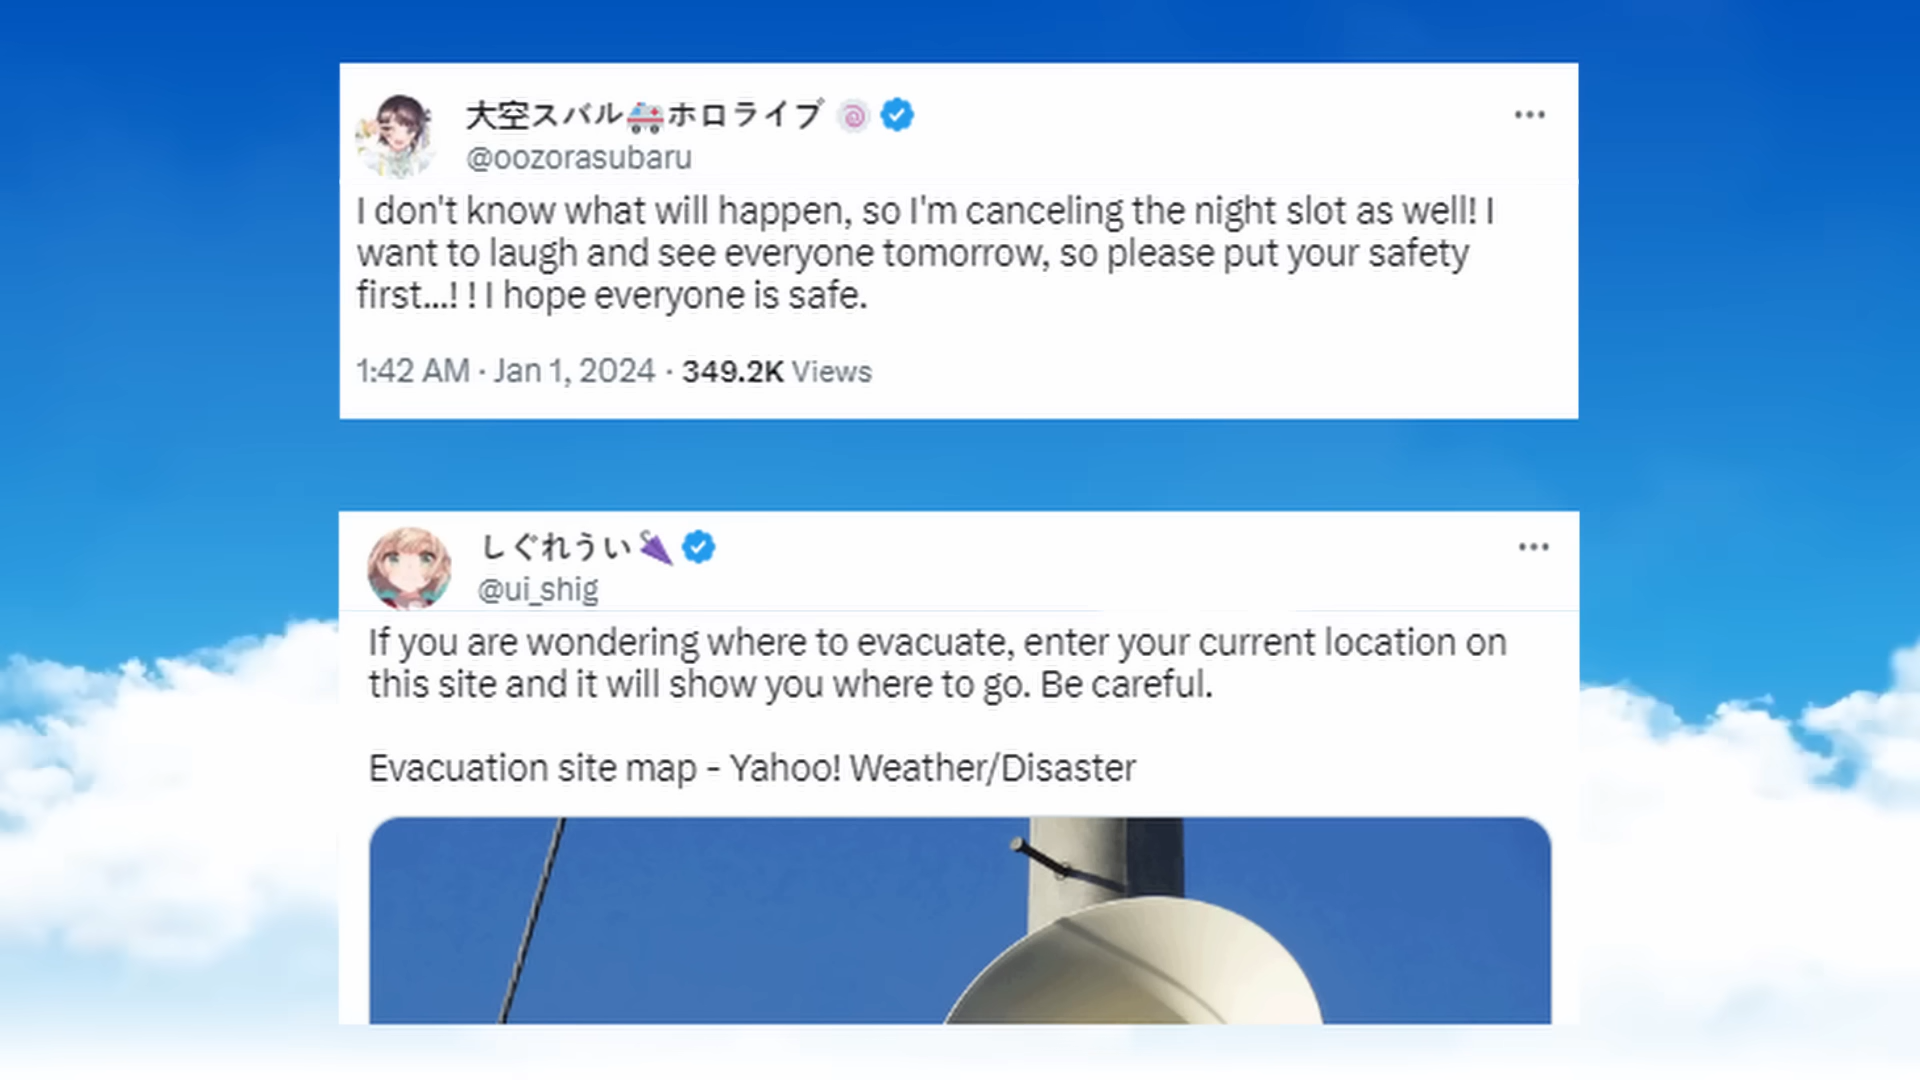 大空スバル🚑ホロライブ🍥
@oozorasubaru
I don't know what will happen, so I'm canceling the night slot as well! I
want to laugh and see everyone tomorrow, so please put your safety
first...! ! I hope everyone is safe.
1:42 AM · Jan 1, 2024 · 349.2K Views
しぐれうい🌂
@ui_shig
If you are wondering where to evacuate, enter your current location on
this site and it will show you where to go. Be careful.
Evacuation site map - Yahoo! Weather/Disaster